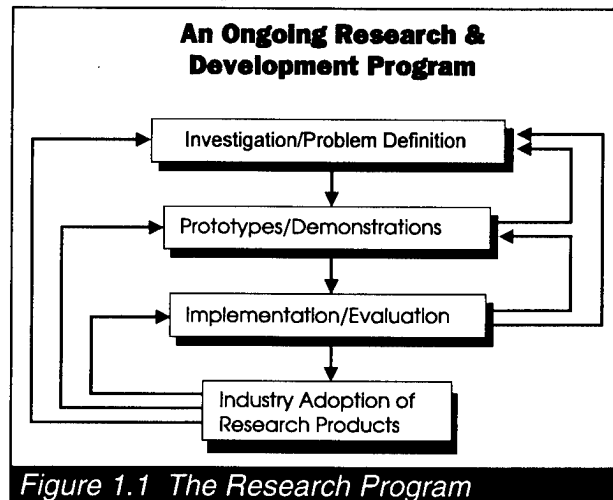 An Ongoing Research &
Development Program
Investigation/Problem Definition
Prototypes/Demonstrations
Implementation/Evaluation
Industry Adoption of
Research Products
Figure 1.1 The Research Program